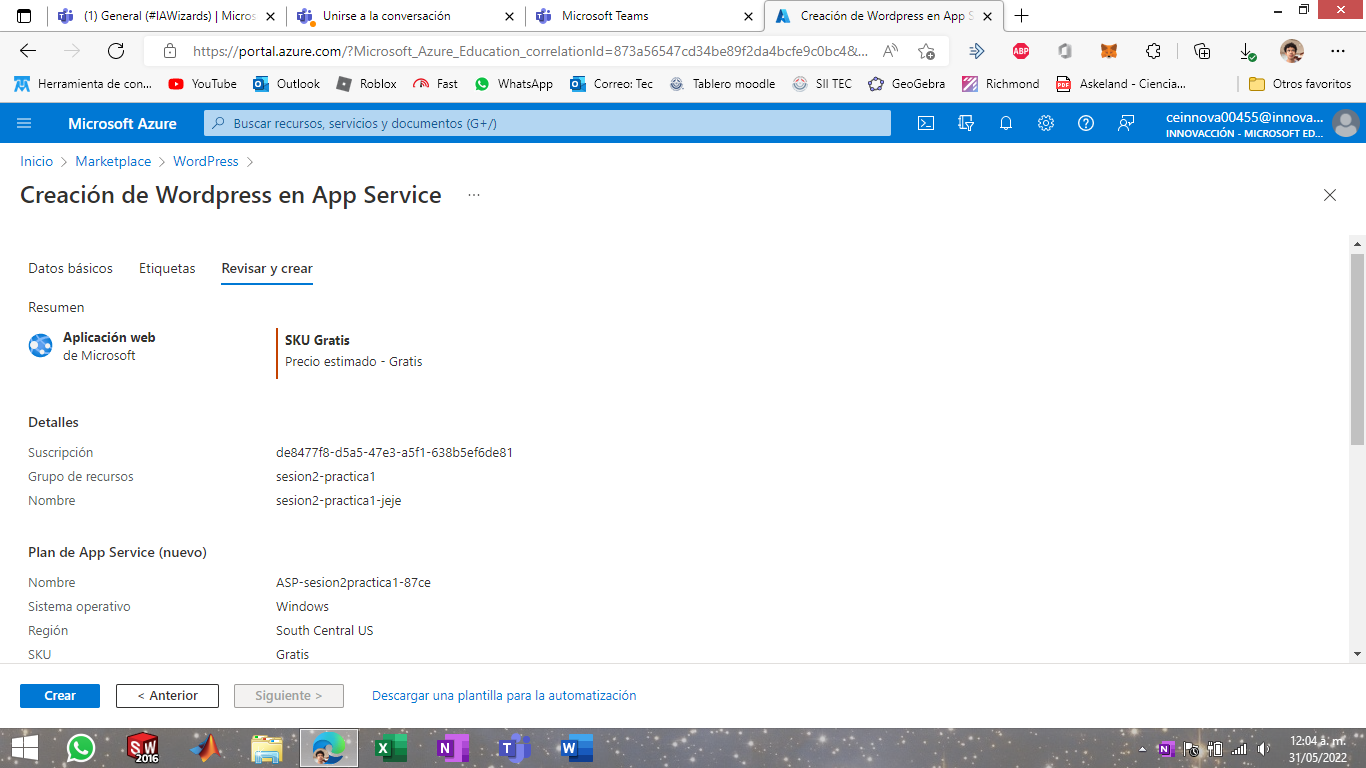 (1) General (#IAWizards) | Micros
Unirse a la conversación
Microsoft Teams
Creación de Wordpress en App S
https://portal.azure.com/?Microsoft_Azure_Education_correlationId=873a56547cd34be89f2da4bcfe9c0bc4&...
ABP
Herramienta de con...
YouTube
Outlook
Roblox
Fast
WhatsApp
Correo: Tec
Tablero moodle
SII TEC
GeoGebra
Richmond
PDF
Askeland - Ciencia...
Otros favoritos
Microsoft Azure
Buscar recursos, servicios y documentos (G+/)
ceinnova00455@innova...
INNOVACCIÓN - MICROSOFT ED...
Inicio > Marketplace > WordPress >
Creación de Wordpress en App Service ...
Datos básicos Etiquetas Revisar y crear
Resumen
Aplicación web
de Microsoft
SKU Gratis
Precio estimado - Gratis
Detalles
Suscripción de8477f8-d5a5-47e3-a5f1-638b5ef6de81
Grupo de recursos sesion2-practica1
Nombre sesion2-practica1-jeje
Plan de App Service (nuevo)
Nombre ASP-sesion2practica1-87ce
Sistema operativo Windows
Región South Central US
SKU Gratis
Crear
< Anterior
Siguiente >
Descargar una plantilla para la automatización
SW
2016
X
N
T
W
N
12:04 a. m.
31/05/2022